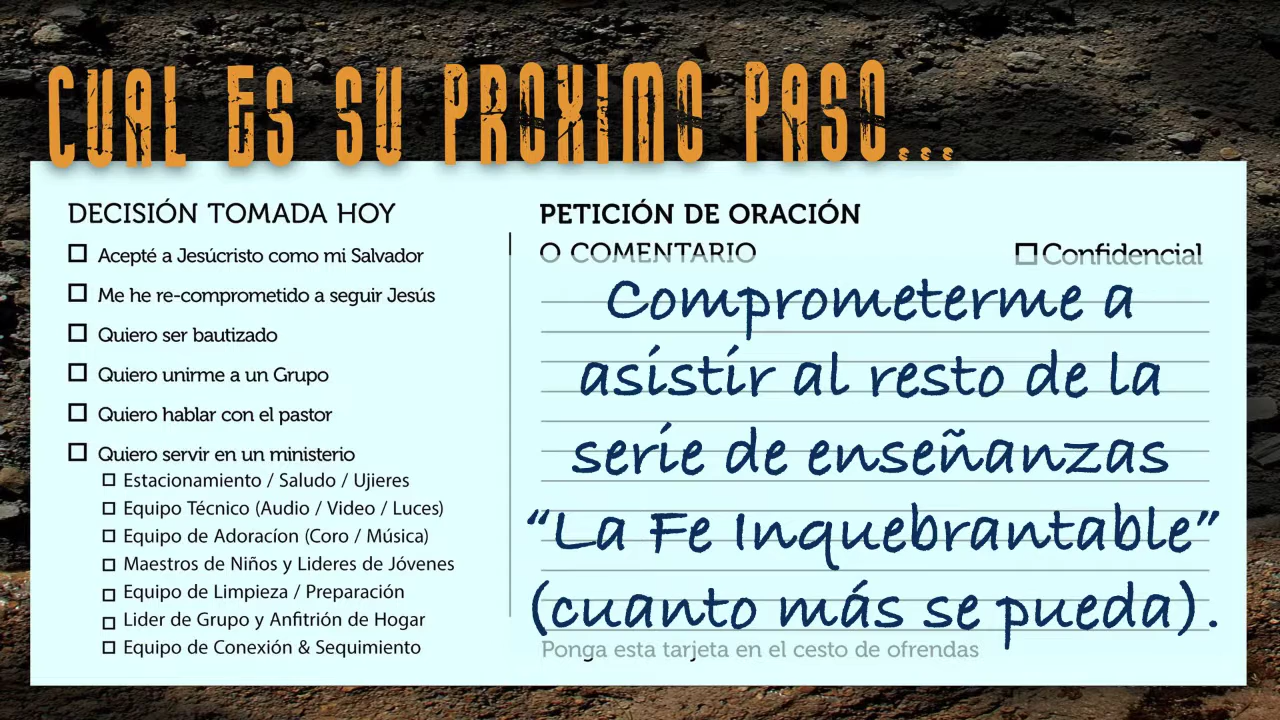 CUAL ES SU PROXIMO PASO...
DECISIÓN TOMADA HOY
Acepté a Jesúcristo como mi Salvador
Me he re-comprometido a seguir Jesús
Quiero ser bautizado
Quiero unirme a un Grupo
Quiero hablar con el pastor
Quiero servir en un ministerio
Estacionamiento / Saludo / Ujieres
Equipo Técnico (Audio / Video / Luces)
Equipo de Adoracíon (Coro / Música)
Maestros de Niños y Lideres de Jóvenes
Equipo de Limpieza / Preparación
Lider de Grupo y Anfitrión de Hogar
Equipo de Conexión & Sequimiento
PETICIÓN DE ORACIÓN
O COMENTARIO
Confidencial
Comprometerme a
asistir al resto de la
serie de enseñanzas
“La Fe Inquebrantable”
(cuanto más se pueda).
Ponga esta tarjeta en el cesto de ofrendas